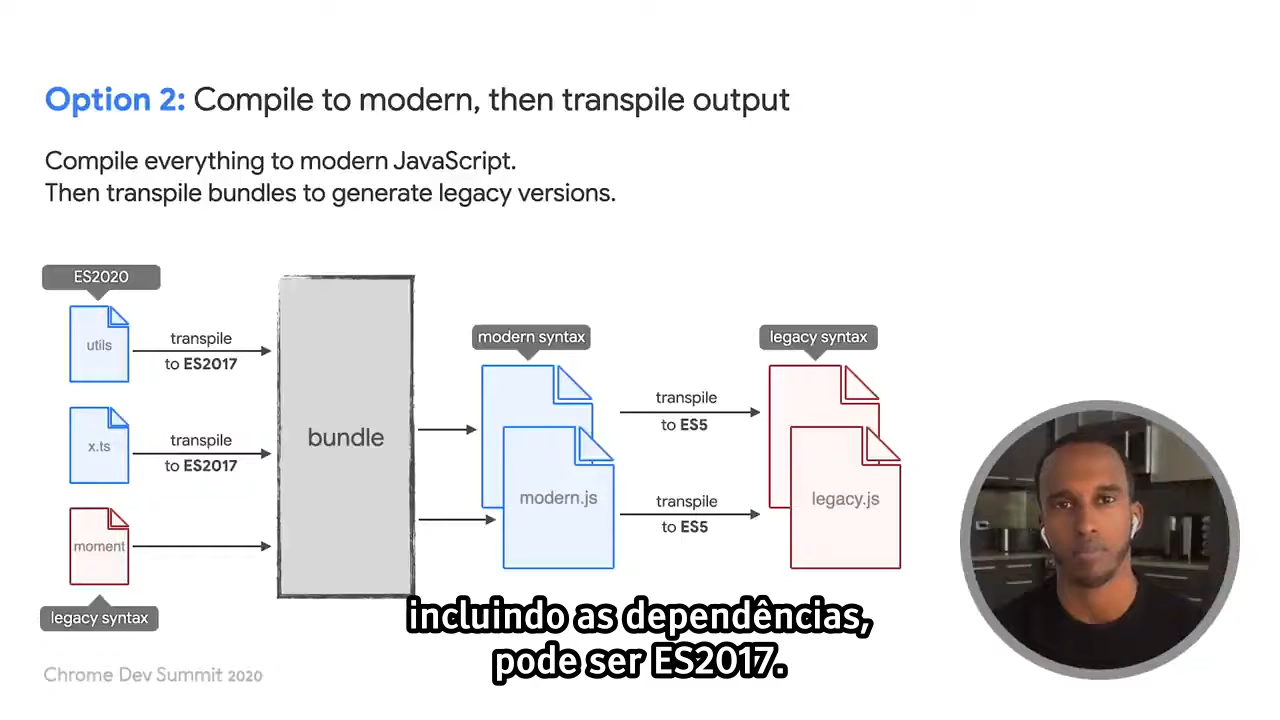 Option 2: Compile to modern, then transpile output
Compile everything to modern JavaScript.
Then transpile bundles to generate legacy versions.
ES2020
utils
transpile
to ES2017
x.ts
transpile
to ES2017
moment
legacy syntax
bundle
modern syntax
modern.js
transpile
to ES5
transpile
to ES5
legacy syntax
legacy.js
incluindo as dependências,
pode ser ES2017.
Chrome Dev Summit 2020